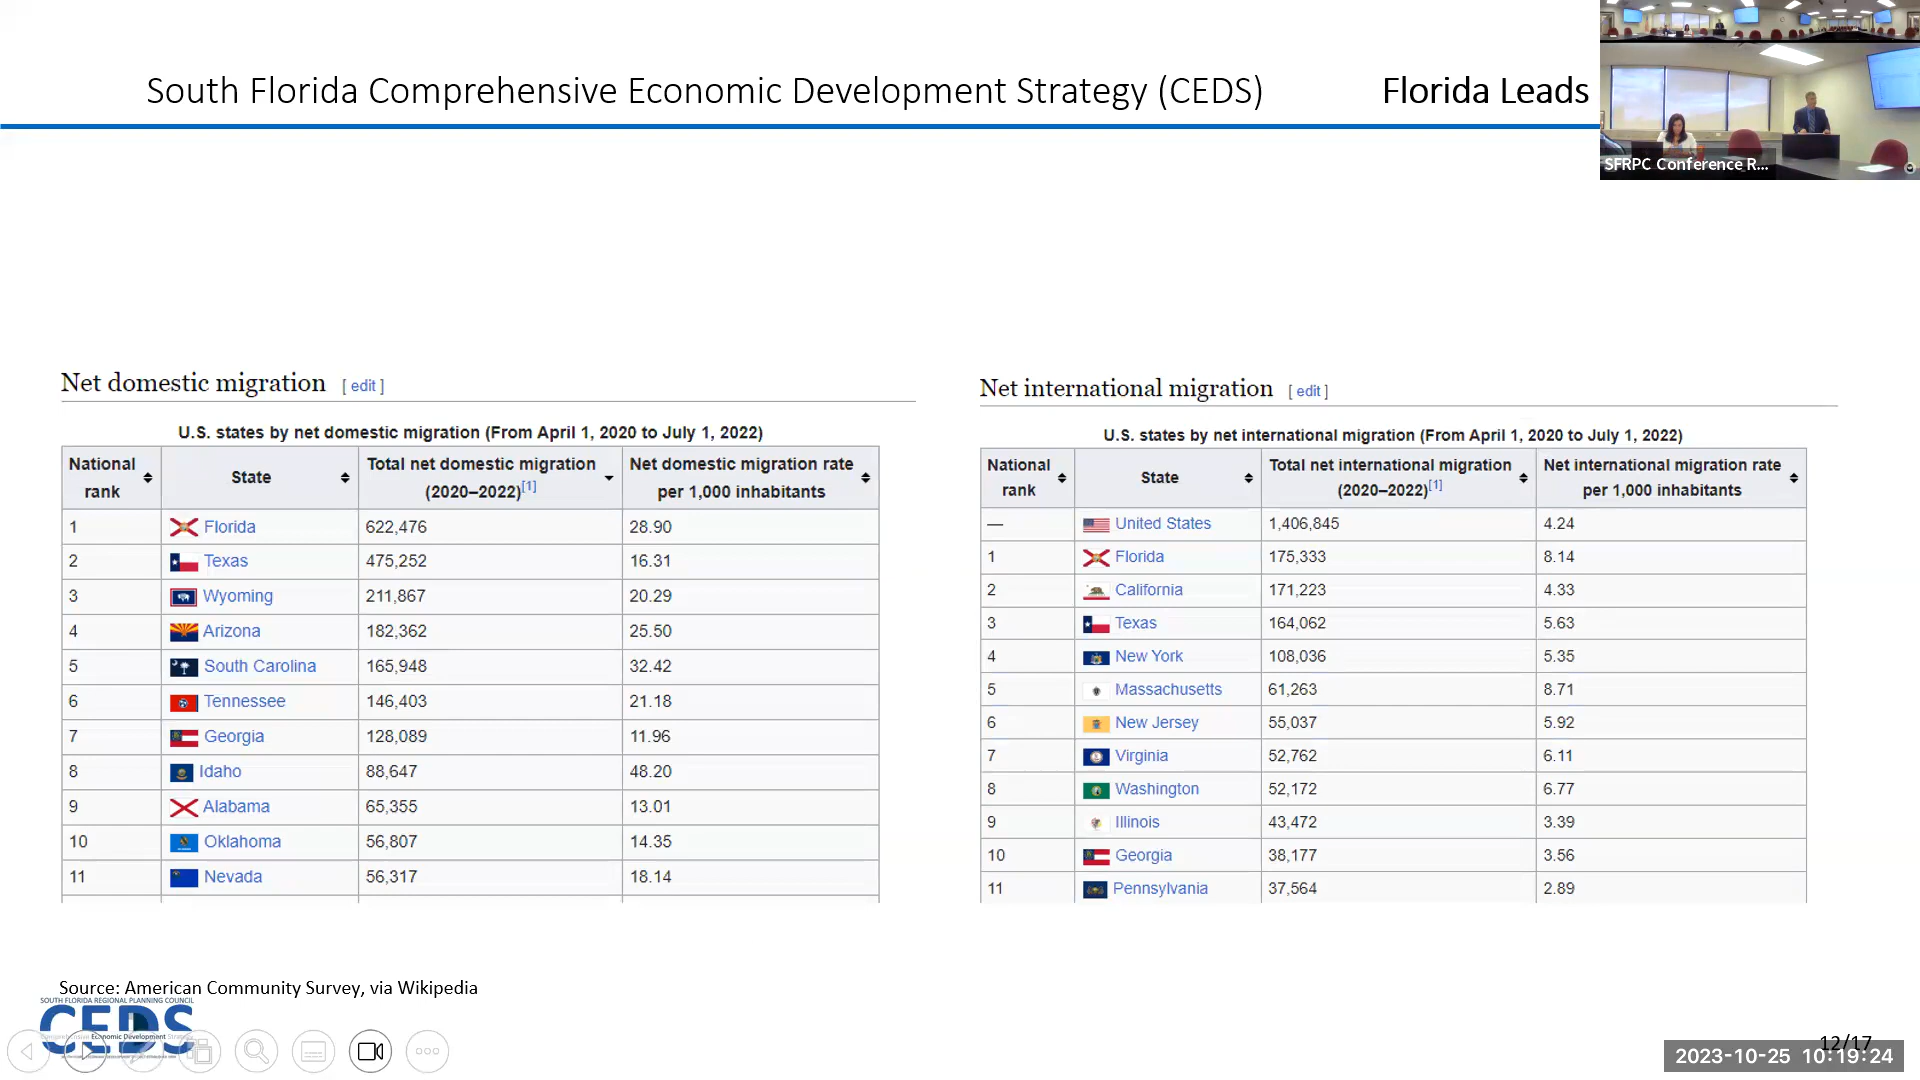 South Florida Comprehensive Economic Development Strategy (CEDS) Florida Leads
SFRPC Conference R...
Net domestic migration [ edit ]
U.S. states by net domestic migration (From April 1, 2020 to July 1, 2022)
National rank State Total net domestic migration (2020–2022)[1] Net domestic migration rate per 1,000 inhabitants
1 Florida 622,476 28.90
2 Texas 475,252 16.31
3 Wyoming 211,867 20.29
4 Arizona 182,362 25.50
5 South Carolina 165,948 32.42
6 Tennessee 146,403 21.18
7 Georgia 128,089 11.96
8 Idaho 88,647 48.20
9 Alabama 65,355 13.01
10 Oklahoma 56,807 14.35
11 Nevada 56,317 18.14
Net international migration [ edit ]
U.S. states by net international migration (From April 1, 2020 to July 1, 2022)
National rank State Total net international migration (2020–2022)[1] Net international migration rate per 1,000 inhabitants
— United States 1,406,845 4.24
1 Florida 175,333 8.14
2 California 171,223 4.33
3 Texas 164,062 5.63
4 New York 108,036 5.35
5 Massachusetts 61,263 8.71
6 New Jersey 55,037 5.92
7 Virginia 52,762 6.11
8 Washington 52,172 6.77
9 Illinois 43,472 3.39
10 Georgia 38,177 3.56
11 Pennsylvania 37,564 2.89
Source: American Community Survey, via Wikipedia
SOUTH FLORIDA REGIONAL PLANNING COUNCIL
CEDS
Economic Development
12/17
2023-10-25 10:19:24